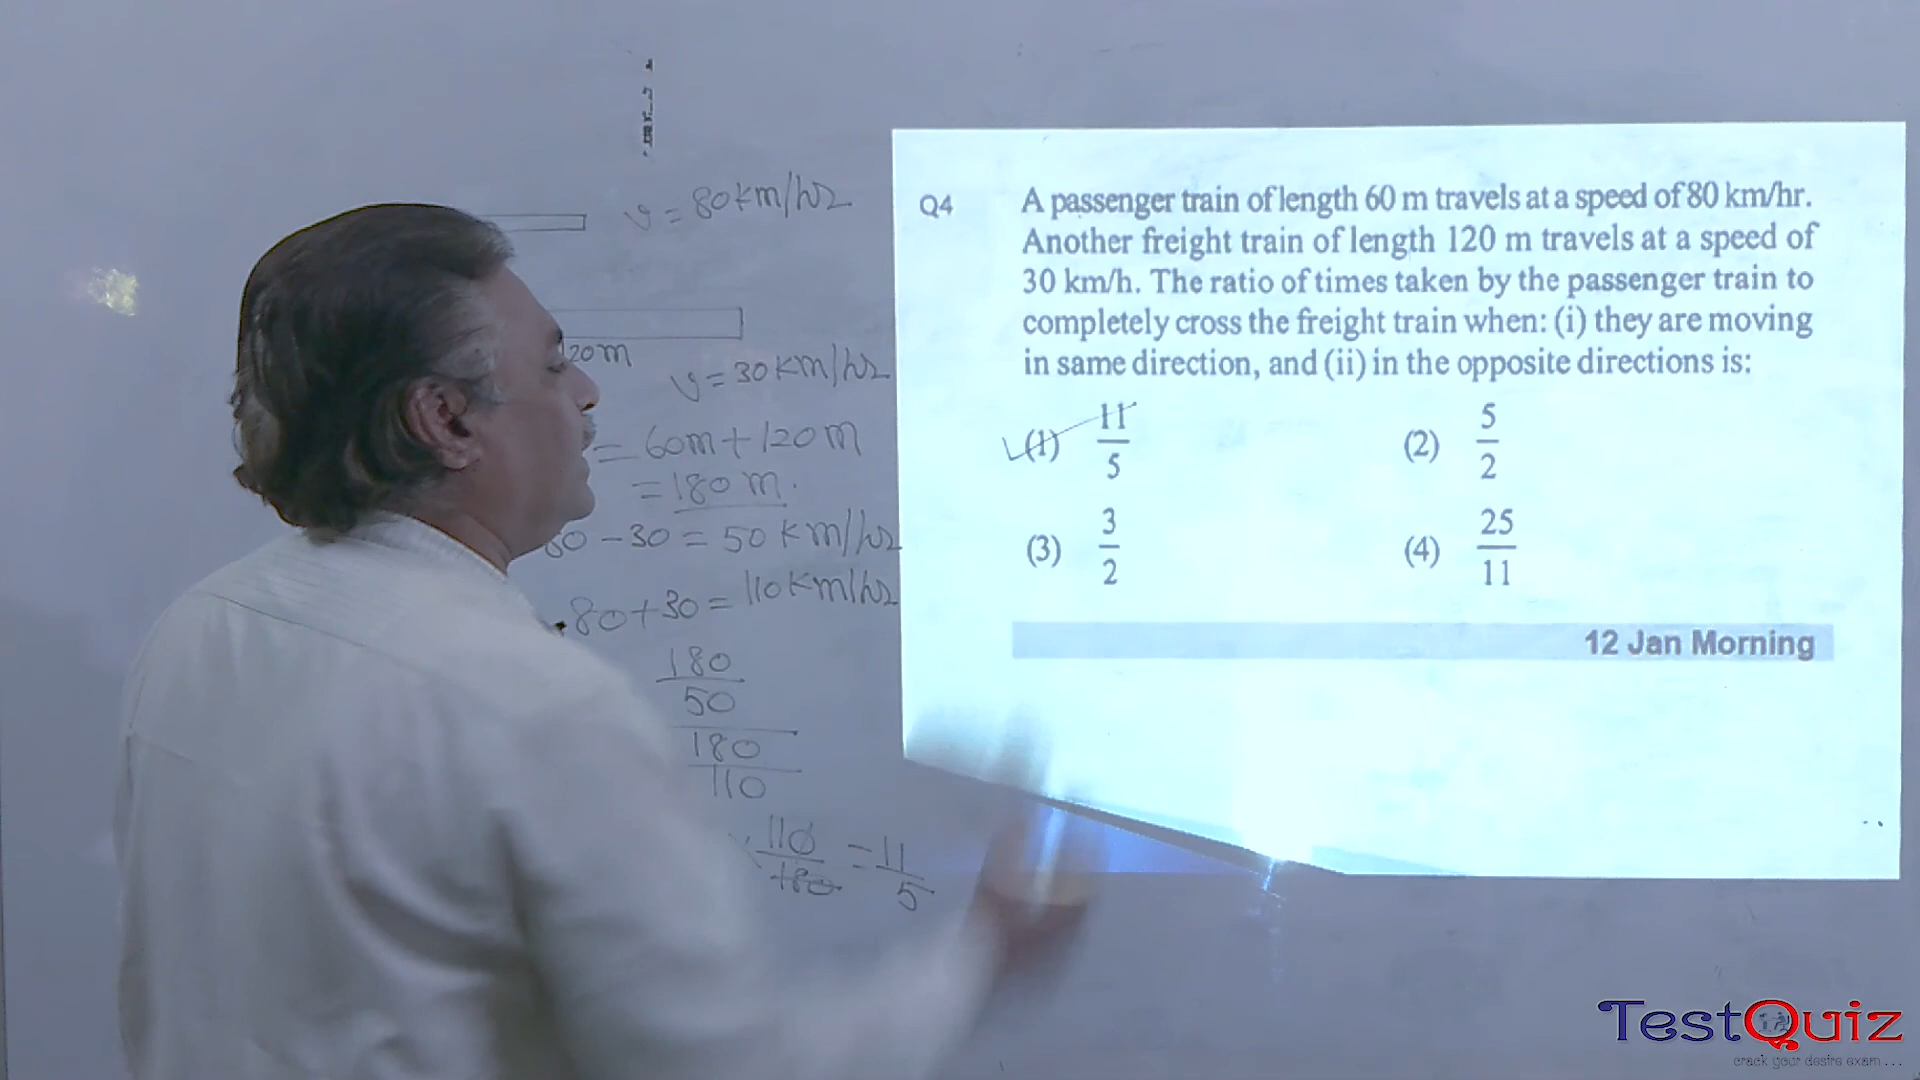 v = 80 km/hr
20m
v = 30 km/hr
= 60m + 120 m
= 180 m.
- 30 = 50 km/hr
80 + 30 = 110 km/hr
180
50
180
110
110
180
= 11
5
Q4 A passenger train of length 60 m travels at a speed of 80 km/hr.
Another freight train of length 120 m travels at a speed of
30 km/h. The ratio of times taken by the passenger train to
completely cross the freight train when: (i) they are moving
in same direction, and (ii) in the opposite directions is:
(1) 11/5 (2) 5/2
(3) 3/2 (4) 25/11
12 Jan Morning
TestQuiz
crack your desire exam ...